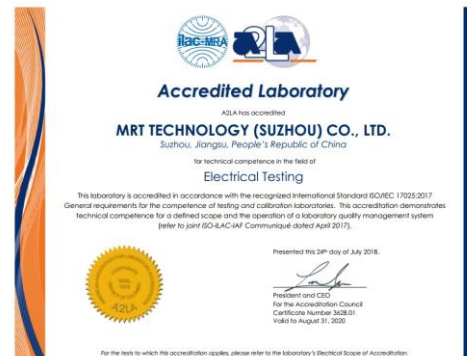 ilac-MRA
A2LA
Accredited Laboratory
A2LA has accredited
MRT TECHNOLOGY (SUZHOU) CO., LTD.
Suzhou, Jiangsu, People's Republic of China
for technical competence in the field of
Electrical Testing
This laboratory is accredited in accordance with the recognized International Standard ISO/IEC 17025:2017
General requirements for the competence of testing and calibration laboratories. This accreditation demonstrates
technical competence for a defined scope and the operation of a laboratory quality management system
(refer to joint ISO-ILAC-IAF Communiqué dated April 2017).
Presented this 24th day of July 2018.
President and CEO
For the Accreditation Council
Certificate Number 3628.01
Valid to August 31, 2020
SEAL
1978
A2LA
For the tests to which this accreditation applies, please refer to the laboratory's Electrical Scope of Accreditation.